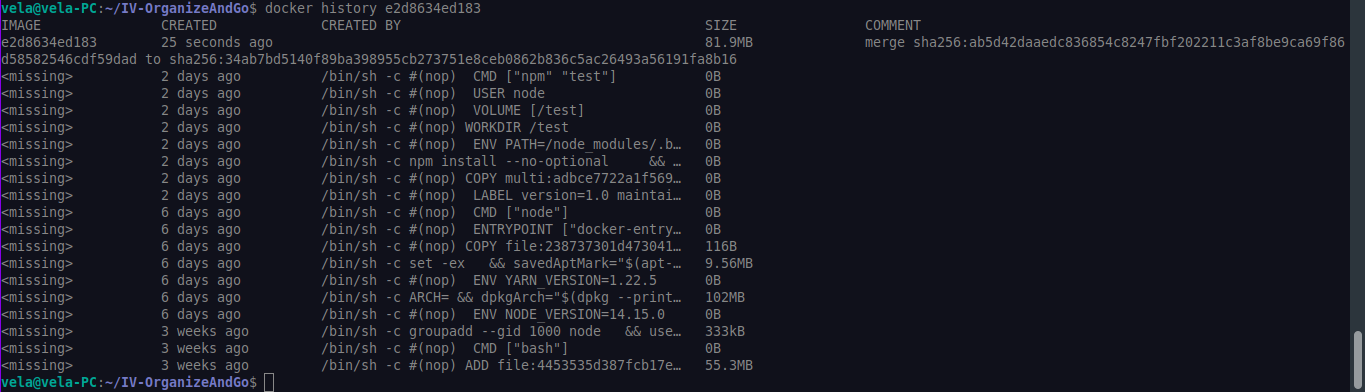 vela@vela-PC:~/IV-OrganizeAndGo$ docker history e2d8634ed183
IMAGE CREATED CREATED BY SIZE COMMENT
e2d8634ed183 25 seconds ago 81.9MB merge sha256:ab5d42daaedc836854c8247fbf202211c3af8be9ca69f86
d58582546cdf59dad to sha256:34ab7bd5140f89ba398955cb273751e8ceb0862b836c5ac26493a56191fa8b16
<missing> 2 days ago /bin/sh -c #(nop)  CMD ["npm" "test"] 0B
<missing> 2 days ago /bin/sh -c #(nop)  USER node 0B
<missing> 2 days ago /bin/sh -c #(nop)  VOLUME [/test] 0B
<missing> 2 days ago /bin/sh -c #(nop) WORKDIR /test 0B
<missing> 2 days ago /bin/sh -c #(nop)  ENV PATH=/node_modules/.b… 0B
<missing> 2 days ago /bin/sh -c npm install --no-optional     && … 0B
<missing> 2 days ago /bin/sh -c #(nop) COPY multi:adbce7722a1f569… 0B
<missing> 2 days ago /bin/sh -c #(nop)  LABEL version=1.0 maintai… 0B
<missing> 6 days ago /bin/sh -c #(nop)  CMD ["node"] 0B
<missing> 6 days ago /bin/sh -c #(nop)  ENTRYPOINT ["docker-entry… 0B
<missing> 6 days ago /bin/sh -c #(nop) COPY file:238737301d473041… 116B
<missing> 6 days ago /bin/sh -c set -ex   && savedAptMark="$(apt-… 9.56MB
<missing> 6 days ago /bin/sh -c #(nop)  ENV YARN_VERSION=1.22.5 0B
<missing> 6 days ago /bin/sh -c ARCH= && dpkgArch="$(dpkg --print… 102MB
<missing> 6 days ago /bin/sh -c #(nop)  ENV NODE_VERSION=14.15.0 0B
<missing> 3 weeks ago /bin/sh -c groupadd --gid 1000 node   && use… 333kB
<missing> 3 weeks ago /bin/sh -c #(nop)  CMD ["bash"] 0B
<missing> 3 weeks ago /bin/sh -c #(nop) ADD file:4453535d387fcb17e… 55.3MB
vela@vela-PC:~/IV-OrganizeAndGo$